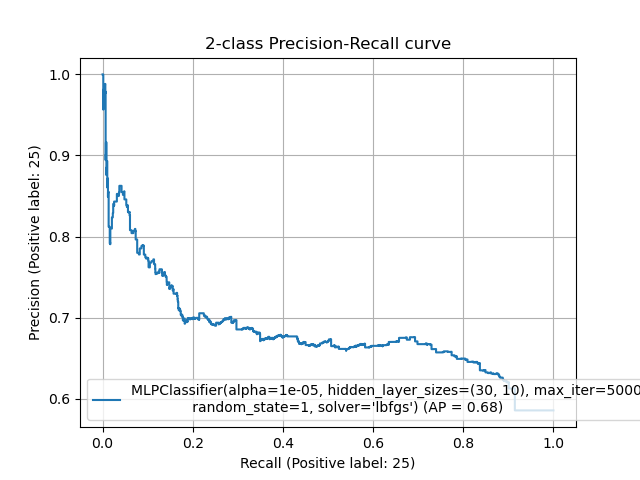 2-class Precision-Recall curve
1.0
0.9
0.8
0.7
0.6
Precision (Positive label: 25)
MLPClassifier(alpha=1e-05, hidden_layer_sizes=(30, 10), max_iter=5000
random_state=1, solver='lbfgs') (AP = 0.68)
0.0 0.2 0.4 0.6 0.8 1.0
Recall (Positive label: 25)